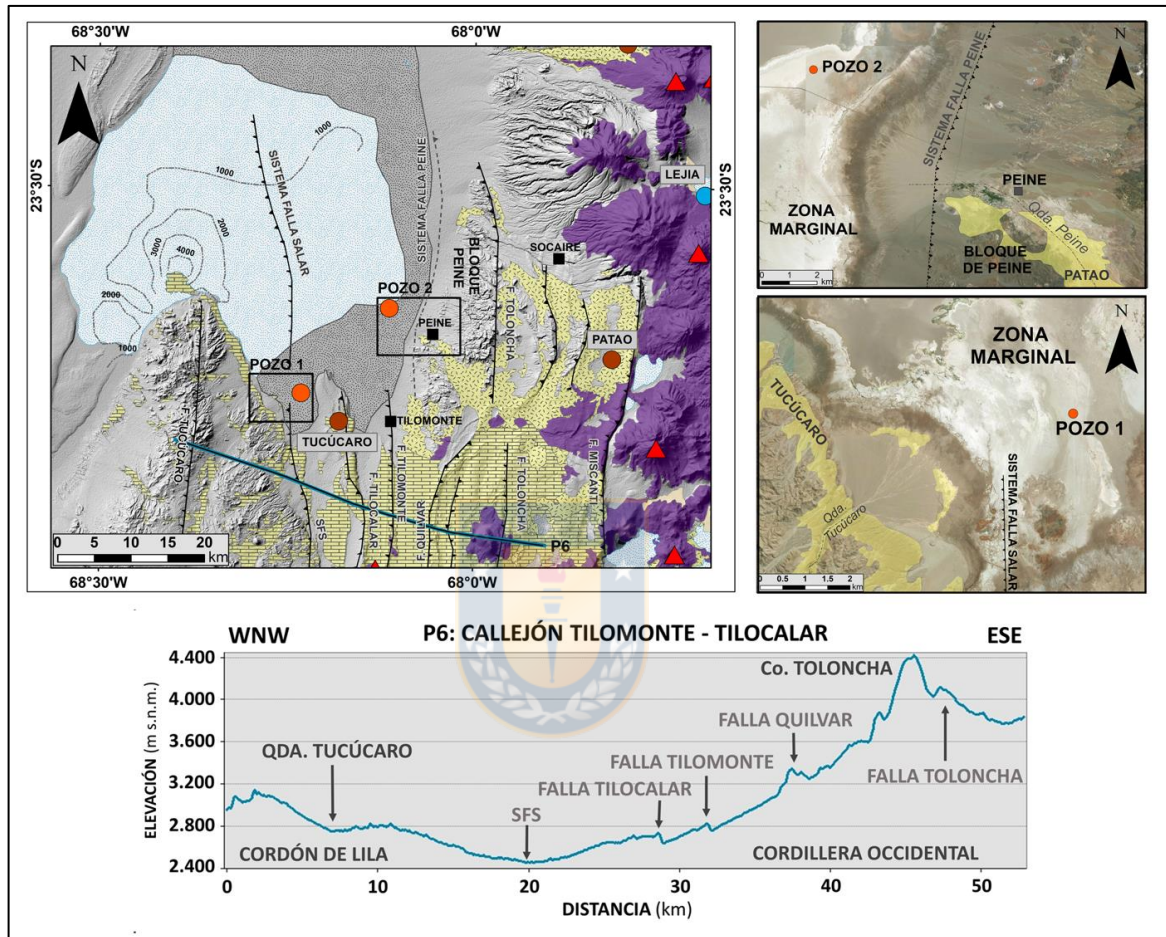 68°30'W
68°0'W
N
23°30'S
23°30'S
1000
1000
2000
3000
4000
2000
1000
SISTEMA FALLA SALAR
SISTEMA FALLA PEINE
BLOQUE
PEINE
LEJIA
SOCAIRE
F. TOLONCHA
POZO 2
PEINE
PATAO
POZO 1
TILOMONTE
TUCÚCARO
F. TUCÚCARO
SFS
F. TILOCALAR
F. TILOMONTE
F. QUILVAR
F. TOLONCHA
F. MISCANTI
P6
0 5 10 15 20
km
68°30'W
68°0'W
POZO 2
N
SISTEMA FALLA PEINE
PEINE
Qda. Peine
ZONA
MARGINAL
BLOQUE
DE PEINE
PATAO
0 1 2
km
N
ZONA
MARGINAL
TUCÚCARO
POZO 1
Qda.
Tucúcaro
SISTEMA FALLA SALAR
0 0.5 1 1.5 2
km
WNW
P6: CALLEJÓN TILOMONTE - TILOCALAR
ESE
ELEVACIÓN (m s.n.m.)
4.400
4.000
3.600
3.200
2.800
2.400
Co. TOLONCHA
FALLA QUILVAR
QDA. TUCÚCARO
FALLA TILOMONTE
FALLA TOLONCHA
FALLA TILOCALAR
SFS
CORDÓN DE LILA
CORDILLERA OCCIDENTAL
0 10 20 30 40 50
DISTANCIA (km)